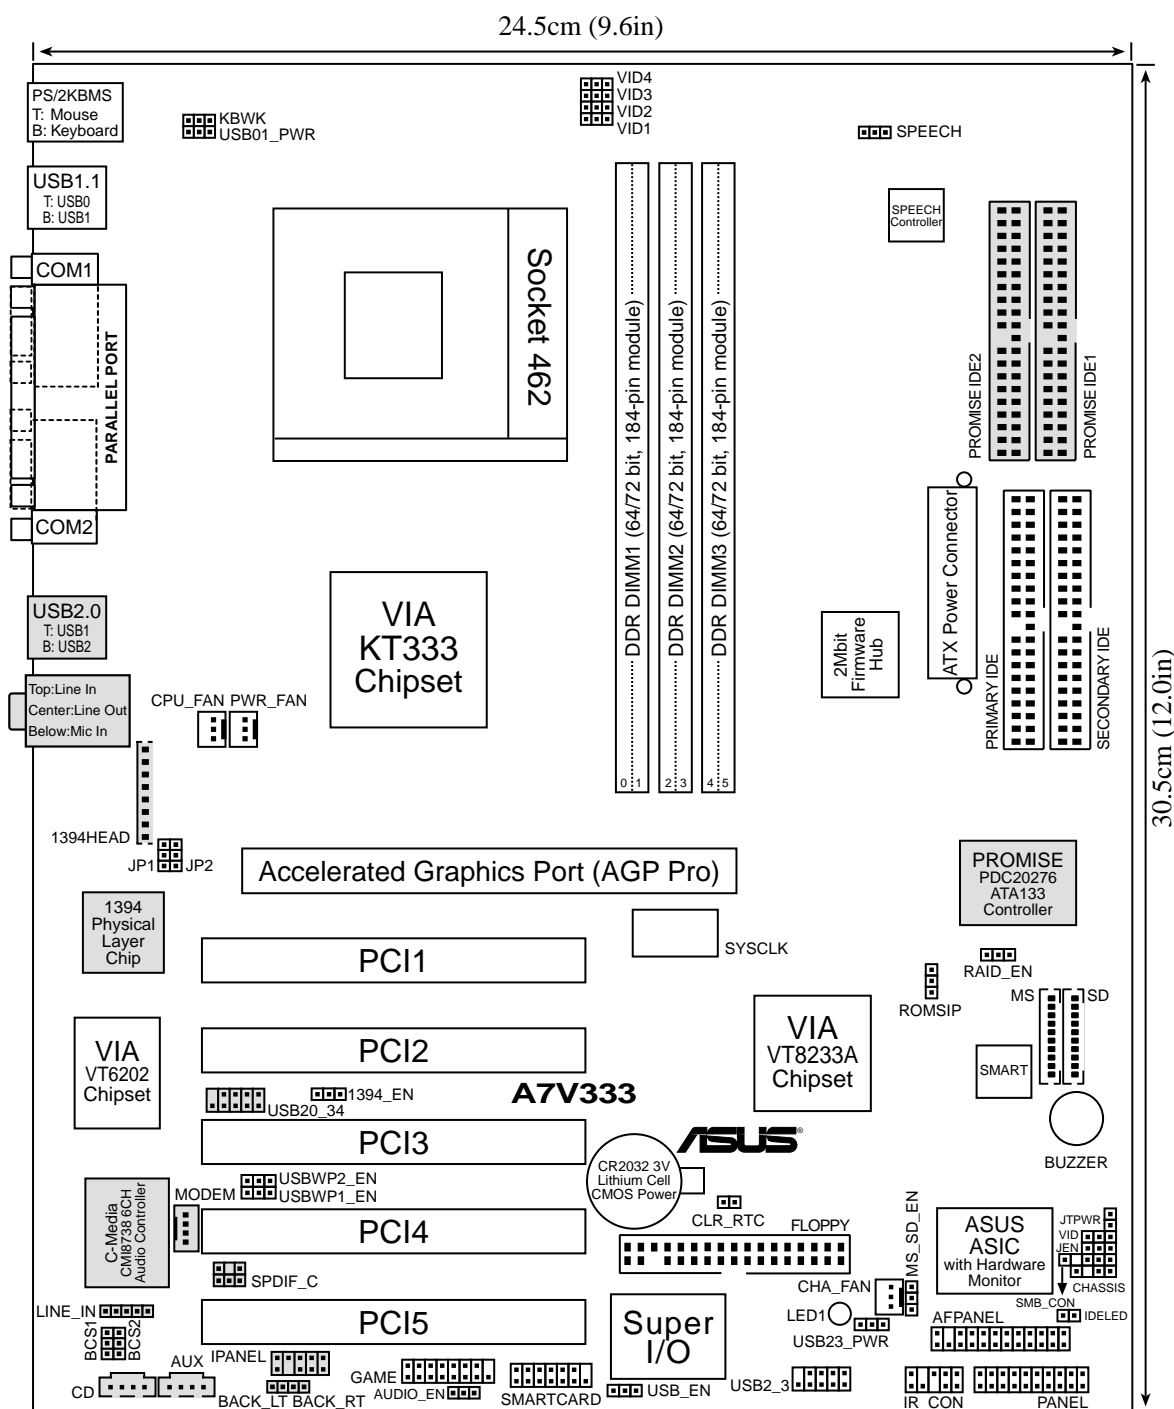 24.5cm (9.6in)
PS/2KBMS
T: Mouse
B: Keyboard
KBWK
USB01_PWR
VID4
VID3
VID2
VID1
SPEECH
USB1.1
T: USB0
B: USB1
SPEECH
Controller
COM1
PARALLEL PORT
COM2
Socket 462
DDR DIMM1 (64/72 bit, 184-pin module)
DDR DIMM2 (64/72 bit, 184-pin module)
DDR DIMM3 (64/72 bit, 184-pin module)
0 1
2 3
4 5
PROMISE IDE2
PROMISE IDE1
ATX Power Connector
PRIMARY IDE
SECONDARY IDE
30.5cm (12.0in)
USB2.0
T: USB1
B: USB2
VIA
KT333
Chipset
2Mbit
Firmware
Hub
Top:Line In
Center:Line Out
Below:Mic In
CPU_FAN
PWR_FAN
1394HEAD
JP1
JP2
Accelerated Graphics Port (AGP Pro)
PROMISE
PDC20276
ATA133
Controller
1394
Physical
Layer
Chip
PCI1
SYSCLK
RAID_EN
ROMSIP
MS
SD
VIA
VT6202
Chipset
PCI2
VIA
VT8233A
Chipset
SMART
USB20_34
1394_EN
A7V333
PCI3
ASUS®
BUZZER
CR2032 3V
Lithium Cell
CMOS Power
USBWP2_EN
USBWP1_EN
C-Media
CMI8738 6CH
Audio Controller
MODEM
PCI4
CLR_RTC
FLOPPY
MS_SD_EN
ASUS
ASIC
with Hardware
Monitor
JTPWR
VID
JEN
CHASSIS
SMB_CON
IDELED
SPDIF_C
CHA_FAN
LINE_IN
BCS1
BCS2
PCI5
Super
I/O
LED1
USB23_PWR
AFPANEL
AUX
CD
IPANEL
BACK_LT
BACK_RT
GAME
AUDIO_EN
SMARTCARD
USB_EN
USB2_3
IR_CON
PANEL